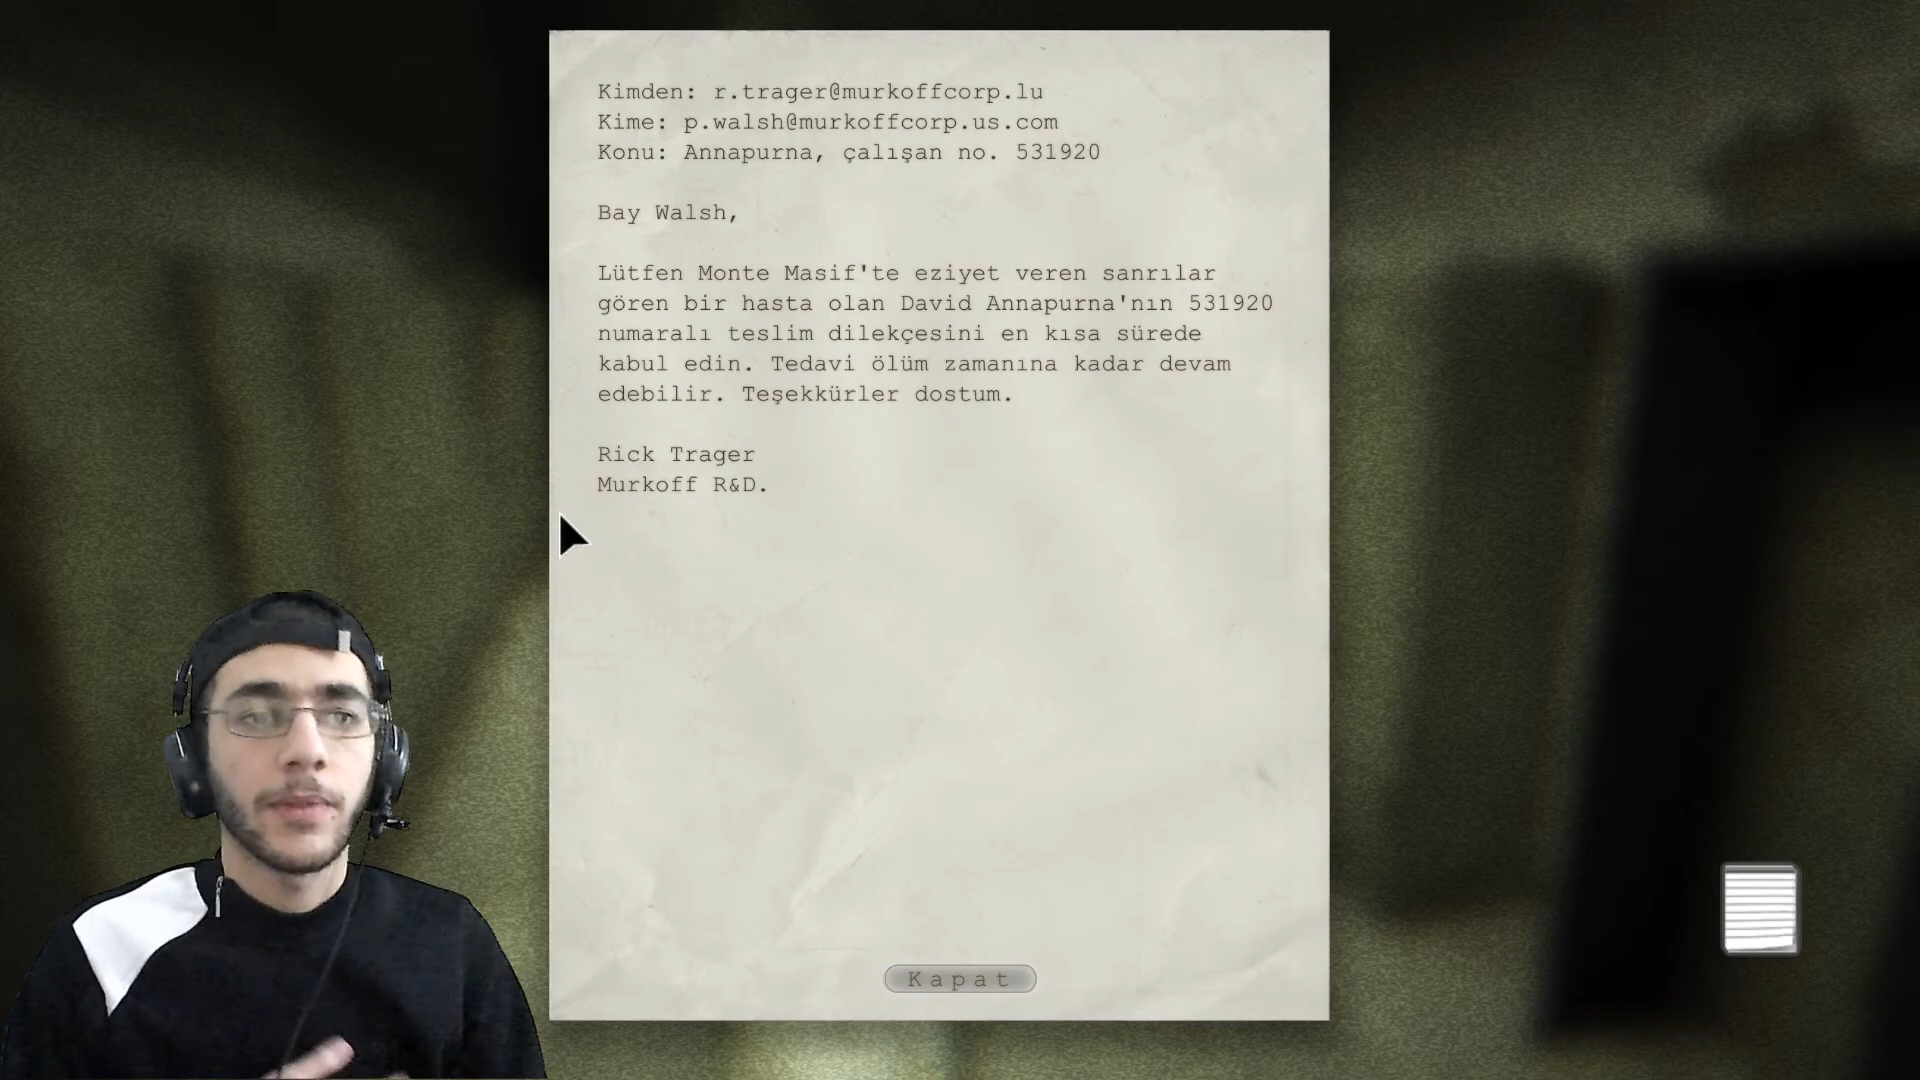 Kimden: r.trager@murkoffcorp.lu
Kime: p.walsh@murkoffcorp.us.com
Konu: Annapurna, çalışan no. 531920
Bay Walsh,
Lütfen Monte Masif'te eziyet veren sanrılar
gören bir hasta olan David Annapurna'nın 531920
numaralı teslim dilekçesini en kısa sürede
kabul edin. Tedavi ölüm zamanına kadar devam
edebilir. Teşekkürler dostum.
Rick Trager
Murkoff R&D.
Kapat